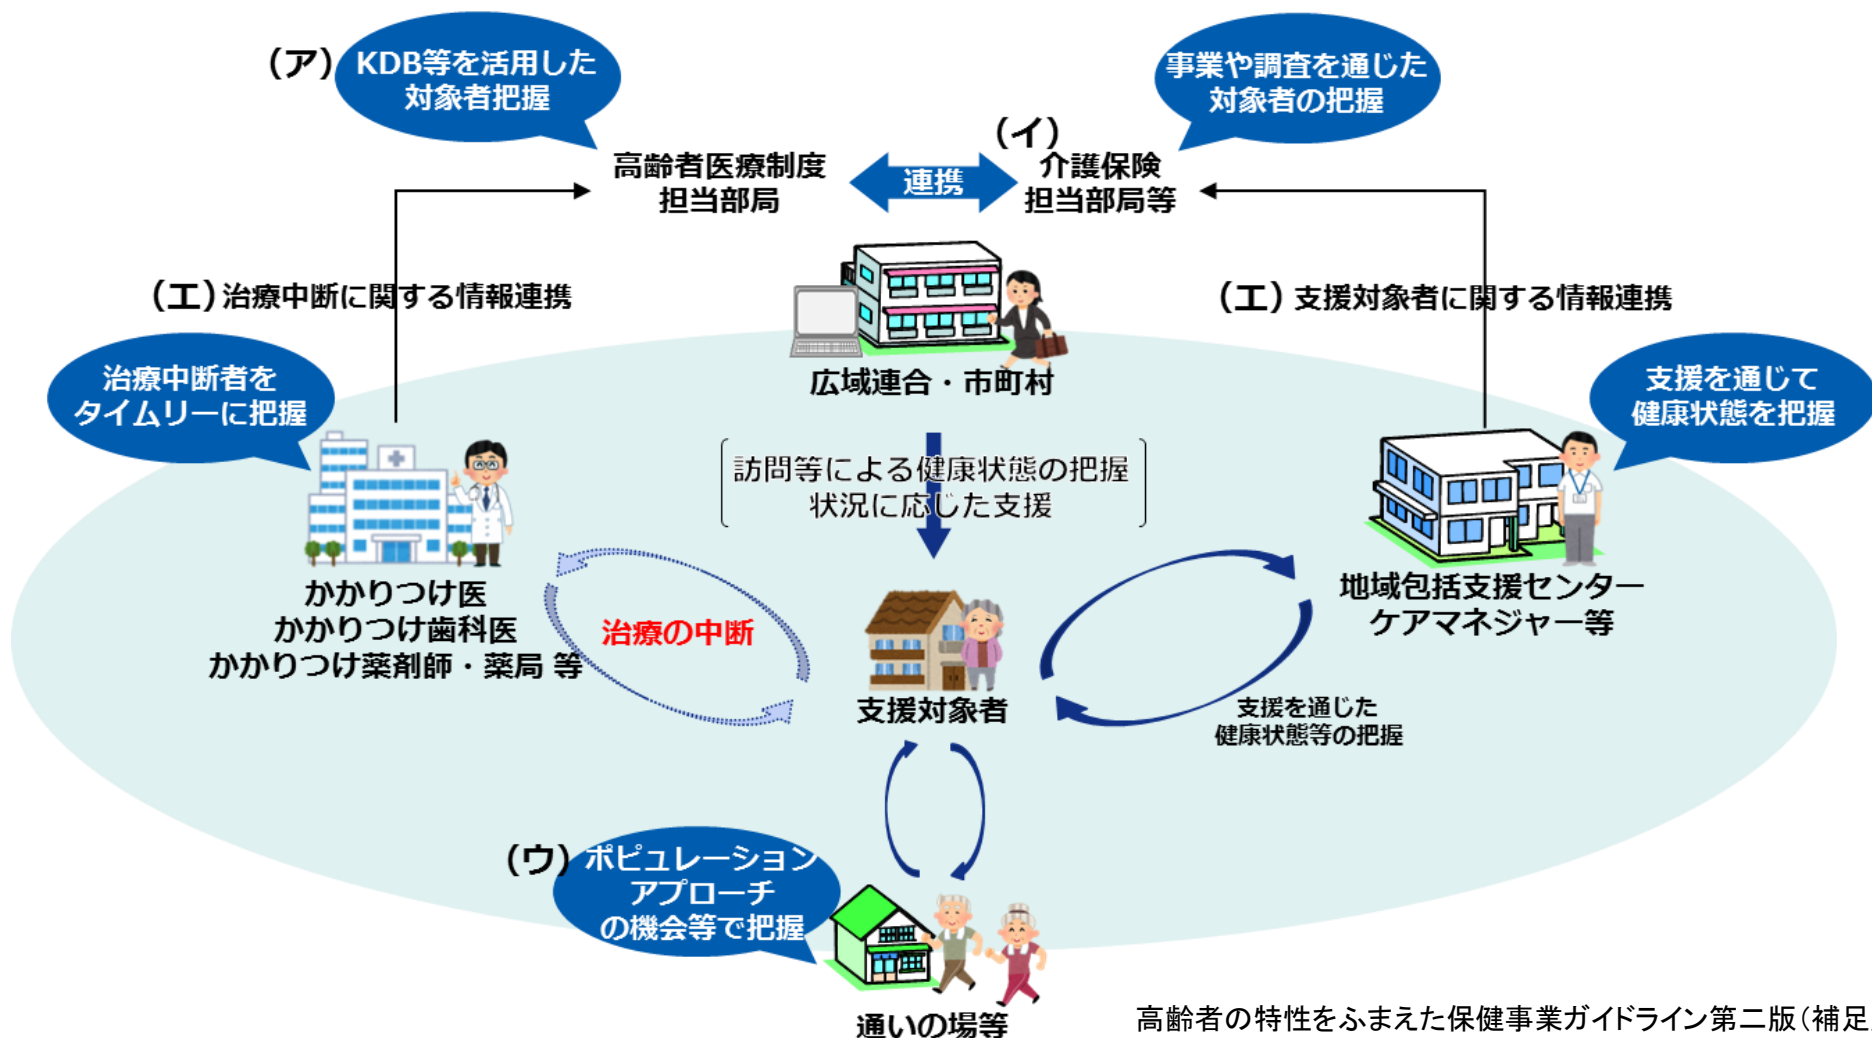 (ア)
KDB等を活用した
対象者把握
事業や調査を通じた
対象者の把握
高齢者医療制度
担当部局
連携
(イ)
介護保険
担当部局等
(エ)治療中断に関する情報連携
(エ)支援対象者に関する情報連携
治療中断者を
タイムリーに把握
広域連合・市町村
支援を通じて
健康状態を把握
訪問等による健康状態の把握
状況に応じた支援
かかりつけ医
かかりつけ歯科医
かかりつけ薬剤師・薬局 等
治療の中断
支援対象者
地域包括支援センター
ケアマネジャー等
支援を通じた
健康状態等の把握
(ウ)
ポピュレーション
アプローチ
の機会等で把握
通いの場等
高齢者の特性をふまえた保健事業ガイドライン第二版(補足